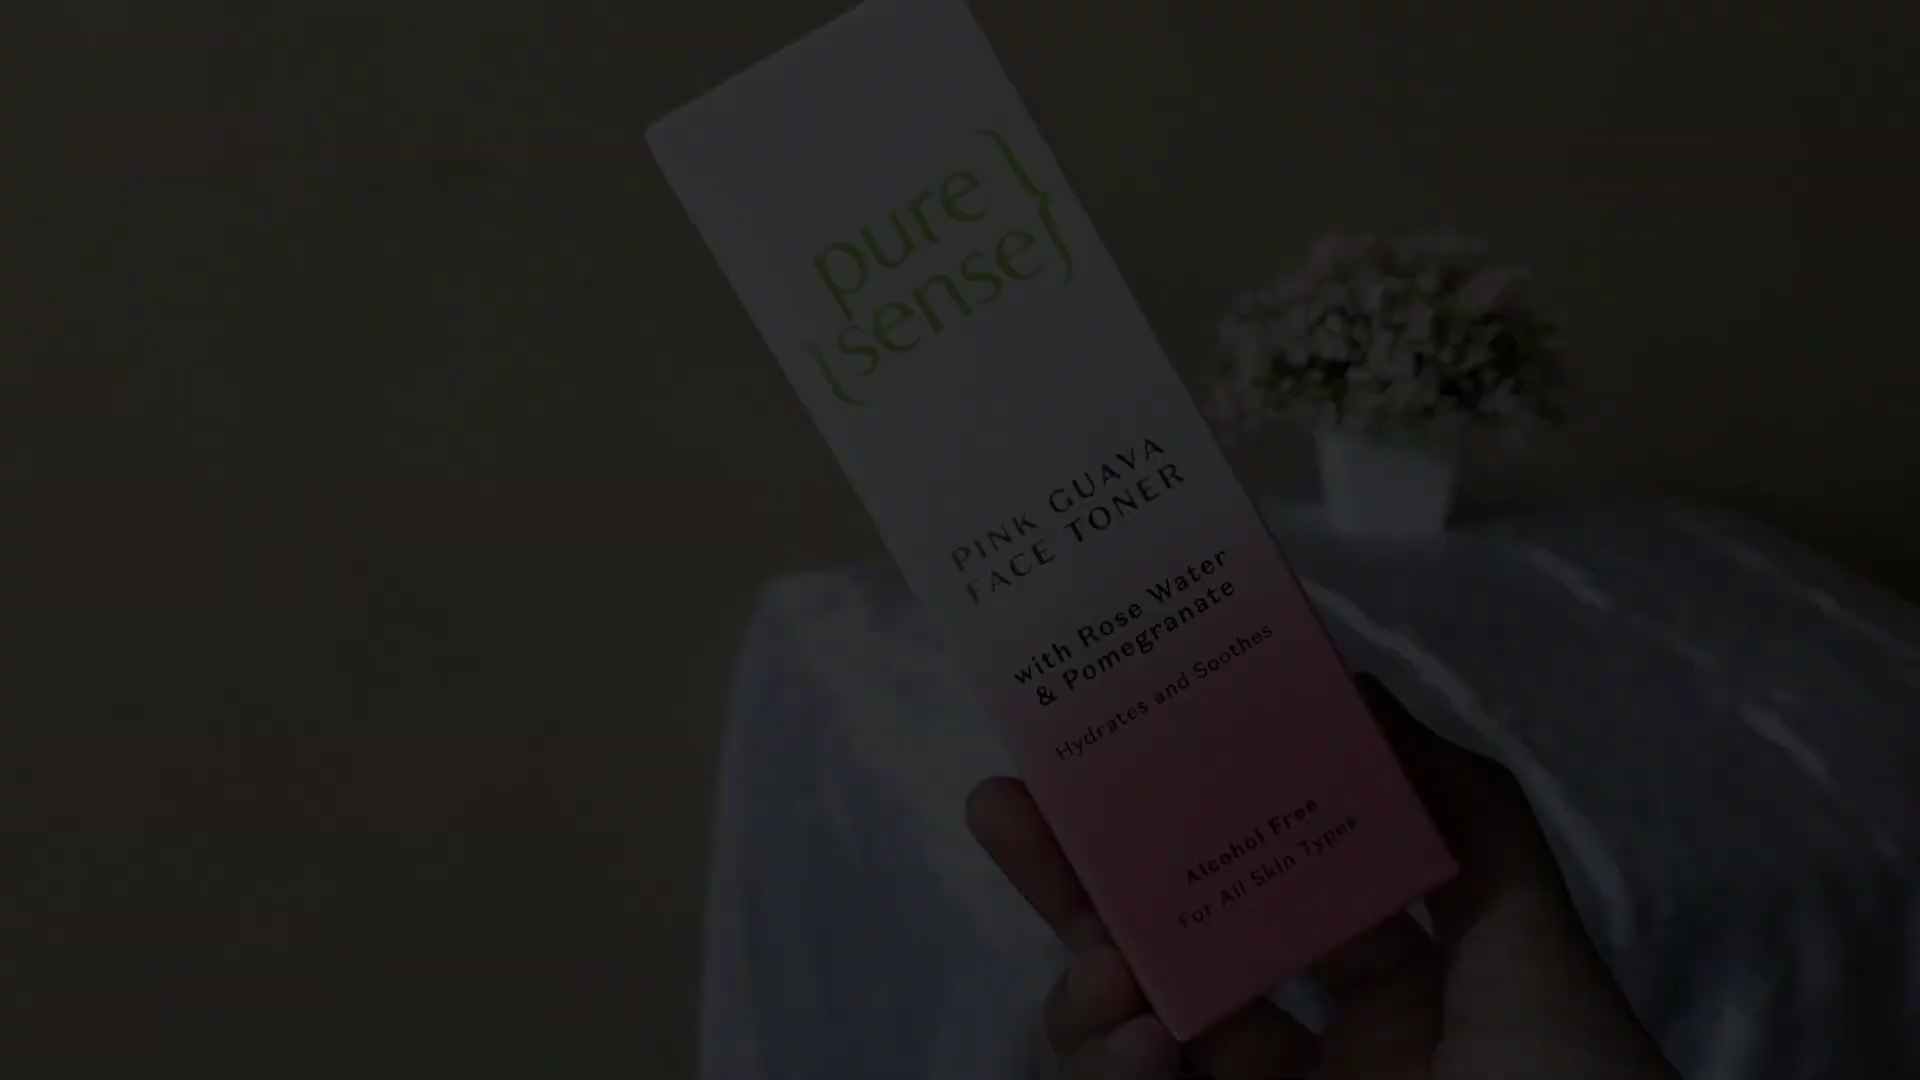 pure }
{sense}
PINK GUAVA
FACE TONER
with Rose Water
& Pomegranate
Hydrates and Soothes
Alcohol Free
For All Skin Types